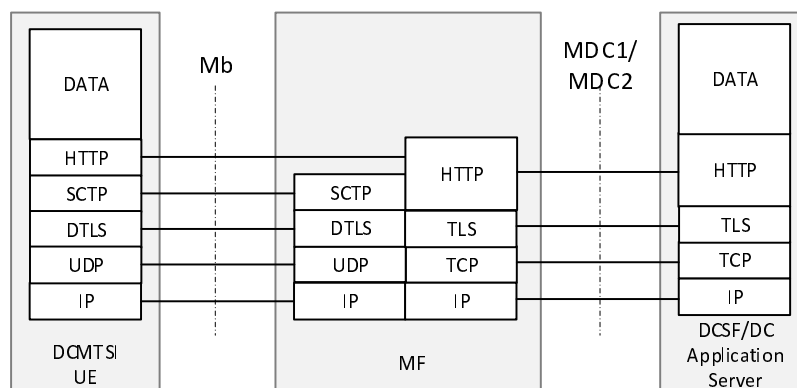 Mb
MDC1/
MDC2
DATA
HTTP
SCTP
DTLS
UDP
IP
DCMTSI
UE
HTTP
SCTP
DTLS
TLS
UDP
TCP
IP
IP
MF
DATA
HTTP
TLS
TCP
IP
DCSF/DC
Application
Server